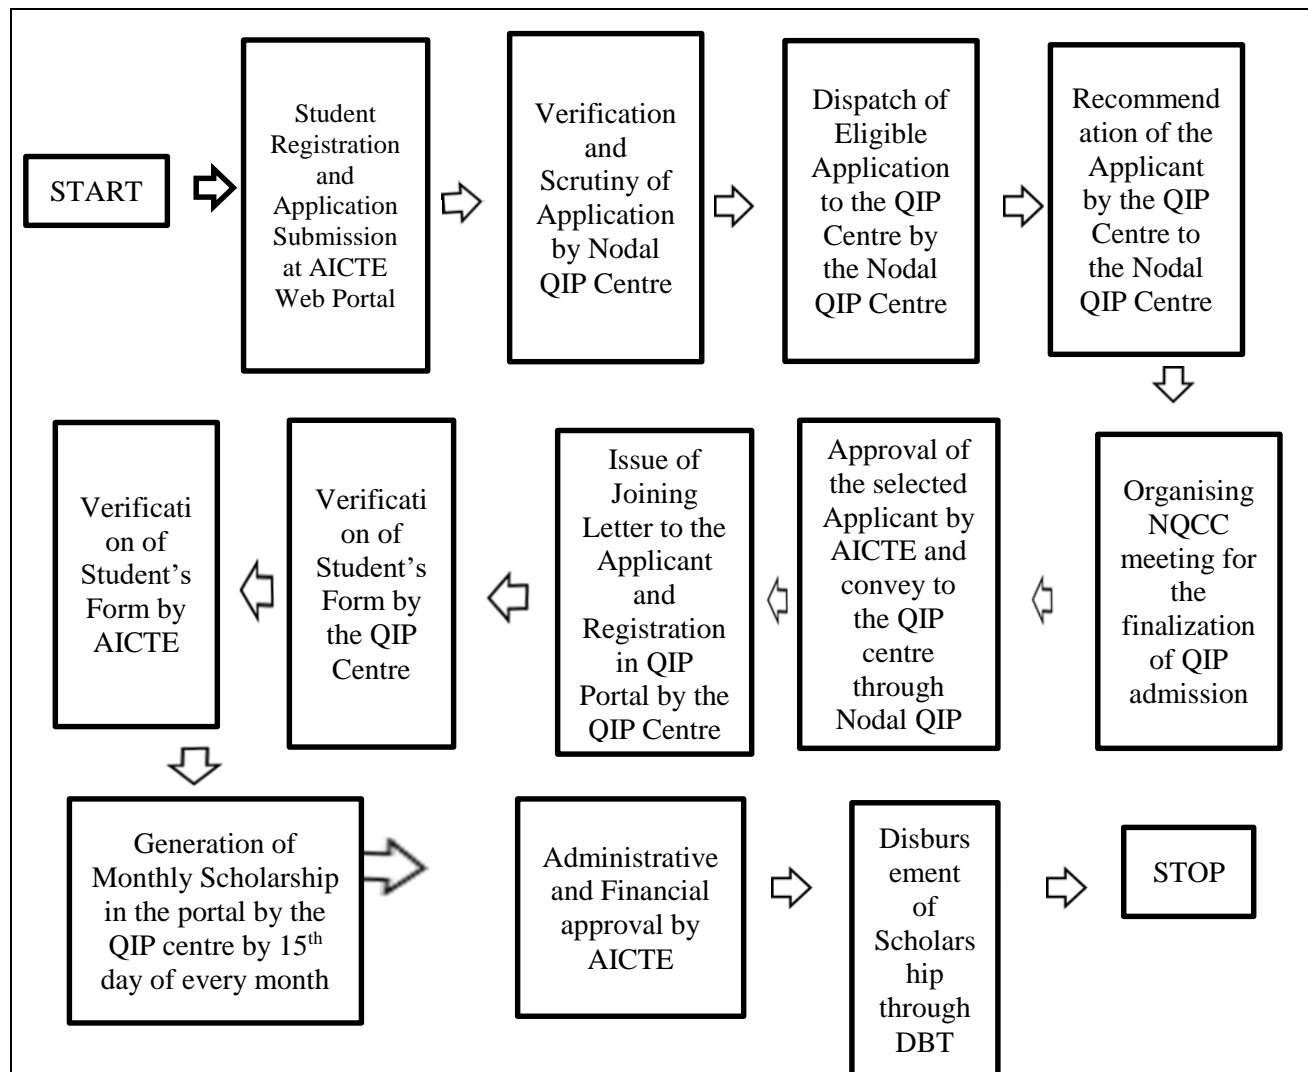 START
Student
Registration
and
Application
Submission
at AICTE
Web Portal
Verification
and
Scrutiny of
Application
by Nodal
QIP Centre
Dispatch of
Eligible
Application
to the QIP
Centre by
the Nodal
QIP Centre
Recommend
ation of the
Applicant
by the QIP
Centre to
the Nodal
QIP Centre
Organising
NQCC
meeting for
the
finalization
of QIP
admission
Approval of
the selected
Applicant by
AICTE and
convey to
the QIP
centre
through
Nodal QIP
Issue of
Joining
Letter to the
Applicant
and
Registration
in QIP
Portal by the
QIP Centre
Verificati
on of
Student’s
Form by
the QIP
Centre
Verificati
on of
Student’s
Form by
AICTE
Generation of
Monthly Scholarship
in the portal by the
QIP centre by 15th
day of every month
Administrative
and Financial
approval by
AICTE
Disburs
ement
of
Scholars
hip
through
DBT
STOP